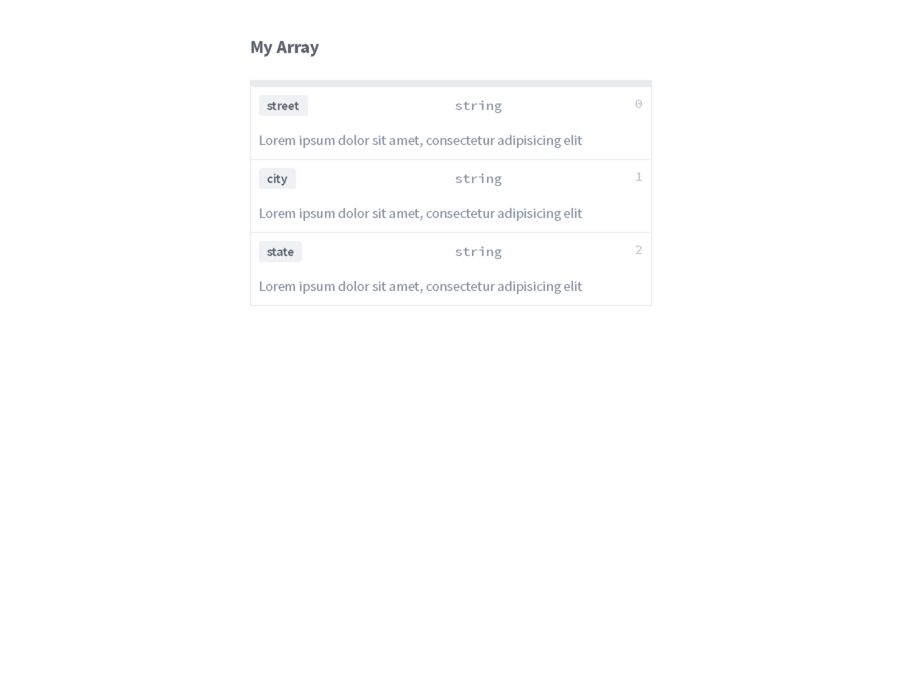 My Array
street string 0
Lorem ipsum dolor sit amet, consectetur adipisicing elit
city string 1
Lorem ipsum dolor sit amet, consectetur adipisicing elit
state string 2
Lorem ipsum dolor sit amet, consectetur adipisicing elit